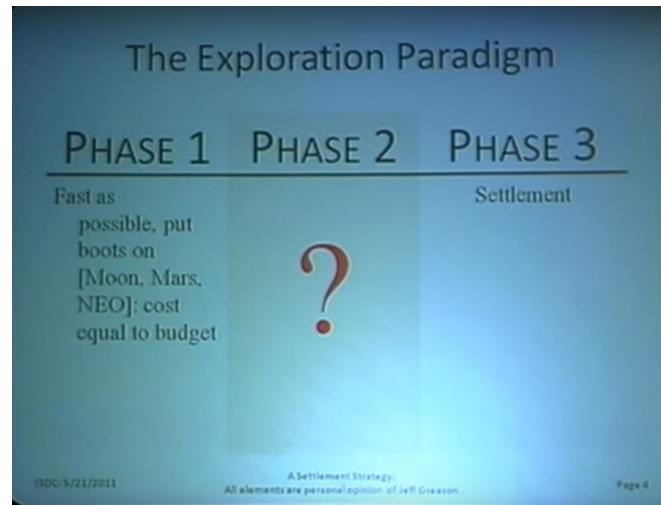 The Exploration Paradigm
PHASE 1 PHASE 2 PHASE 3
Fast as
possible, put
boots on
[Moon, Mars,
NEO]: cost
equal to budget
?
Settlement
ISDC: 5/21/2011
A Settlement Strategy:
All elements are personal opinion of Jeff Greason
Page 4